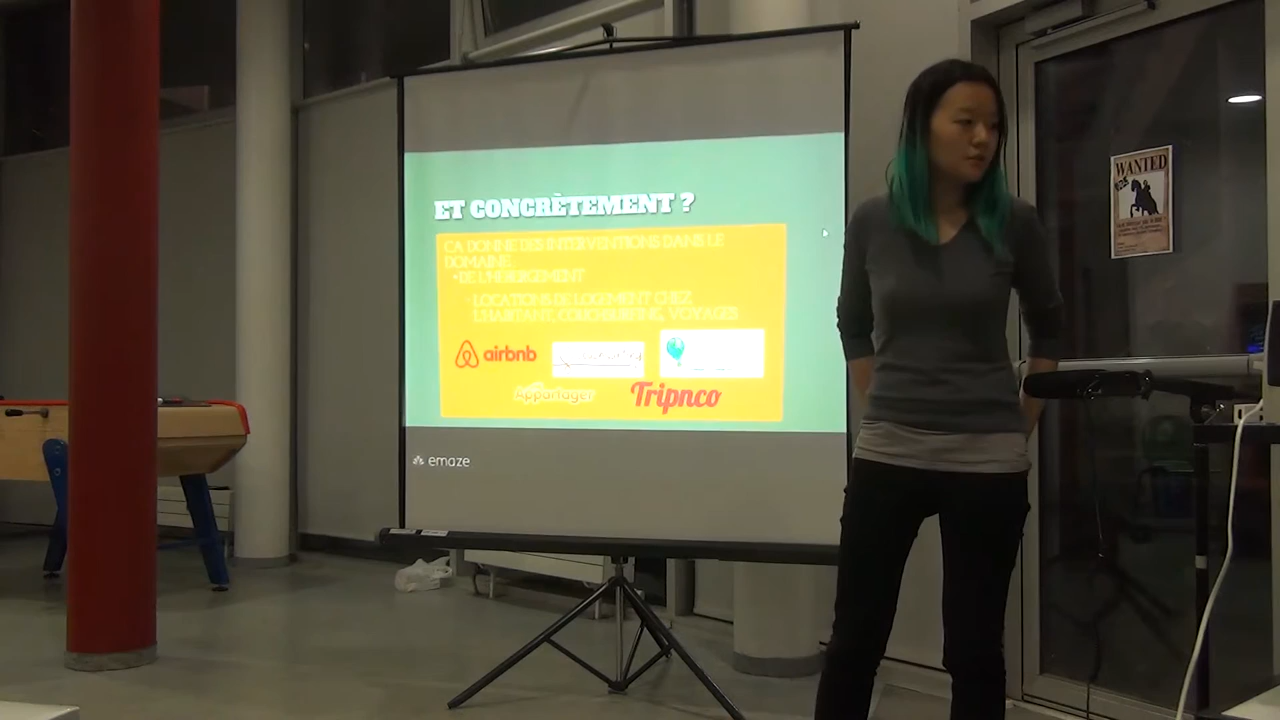 ET CONCRÈTEMENT ?
ÇA DONNE DES INTERVENTIONS DANS LE
DOMAINE
•DE L'HÉBERGEMENT
LOCATIONS DE LOGEMENT CHEZ
L'HABITANT, COUCHSURFING, VOYAGES
airbnb
Appartager
Tripnco
emaze
WANTED